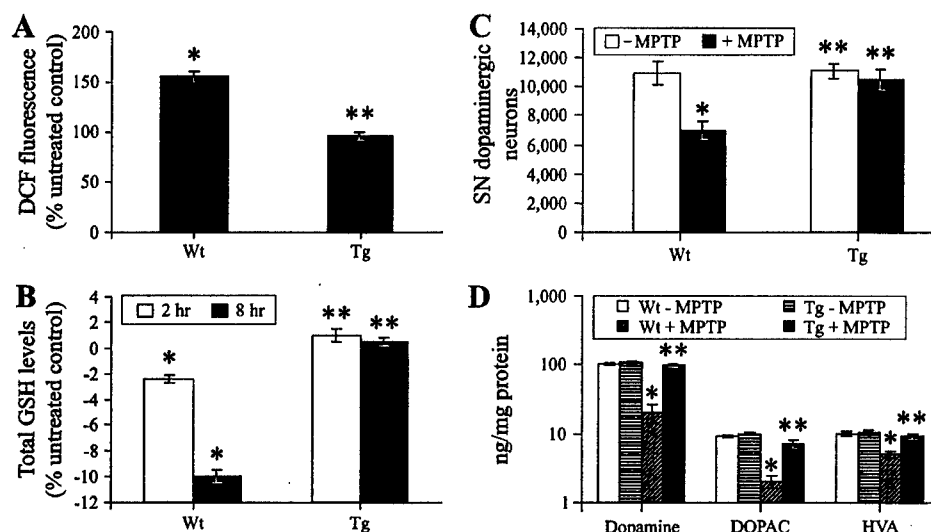 A
DCF fluorescence
(% untreated control)
200
150
100
50
0
*
**
Wt
Tg
B
Total GSH levels
(% untreated control)
4
2
0
-2
-4
-6
-8
-10
-12
2 hr
8 hr
*
*
**
**
Wt
Tg
C
SN dopaminergic
neurons
14,000
12,000
10,000
8,000
6,000
4,000
2,000
0
– MPTP
+ MPTP
*
**
**
Wt
Tg
D
ng/mg protein
1,000
100
10
1
Wt – MPTP
Tg – MPTP
Wt + MPTP
Tg + MPTP
*
**
*
**
*
**
Dopamine
DOPAC
HVA